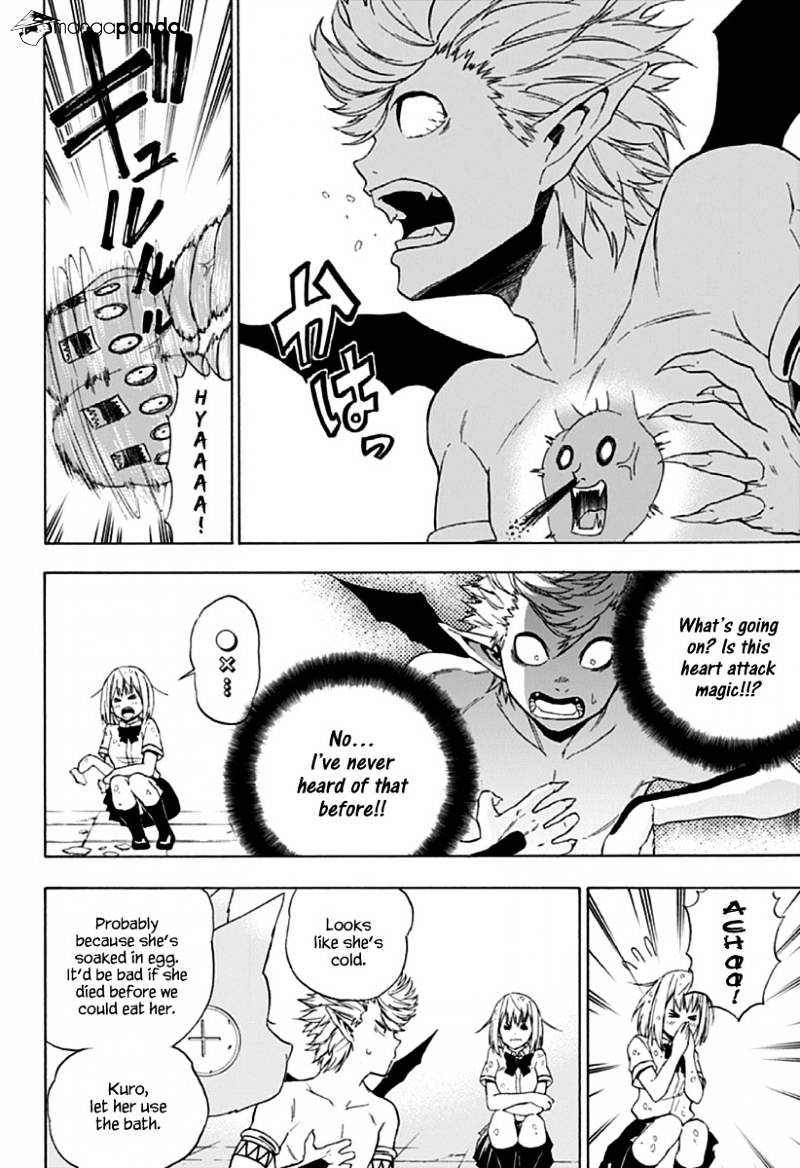 mangapanda
かはっ
ギュルルル
HYAAAA!
What's going
on? Is this
heart attack
magic!!?
No...
I've never
heard of that
before!!
●×⋮
ACHOO!
Looks
like she's
cold.
Probably
because she's
soaked in egg.
It'd be bad if she
died before we
could eat her.
Kuro,
let her use
the bath.